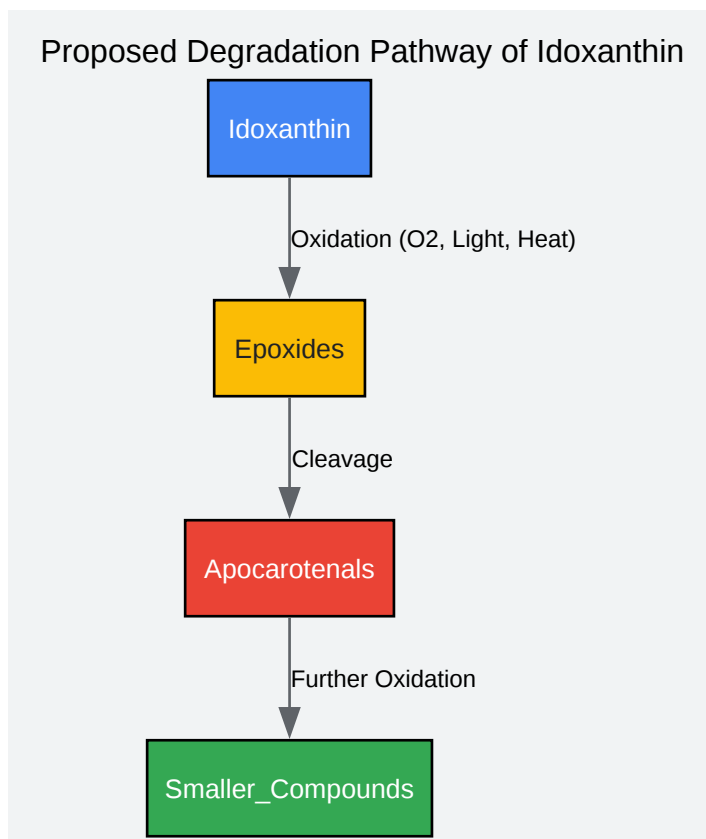 Proposed Degradation Pathway of Idoxanthin
Idoxanthin
Oxidation (O2, Light, Heat)
Epoxides
Cleavage
Apocarotenals
Further Oxidation
Smaller_Compounds